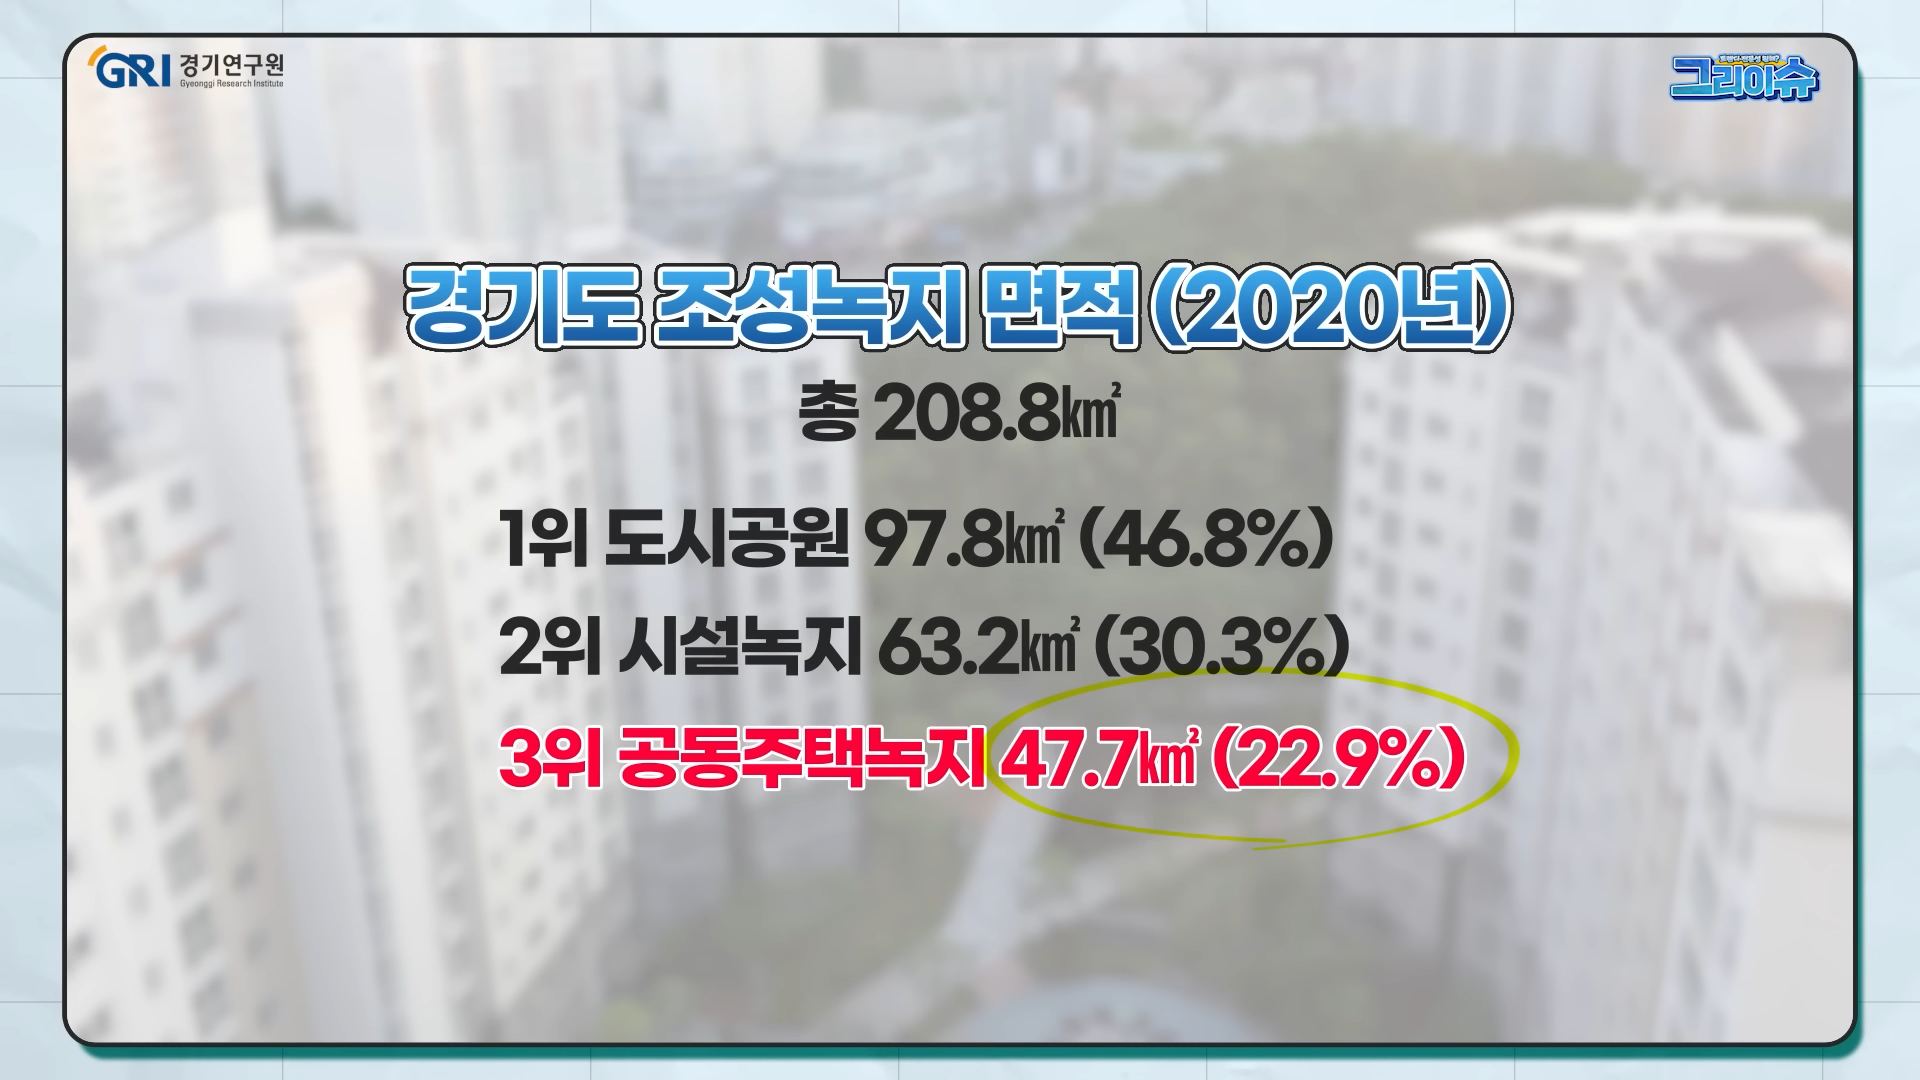 GRI 경기연구원
Gyeonggi Research Institute
그리이슈
경기도 조성녹지 면적 (2020년)
총 208.8㎢
1위 도시공원 97.8㎢ (46.8%)
2위 시설녹지 63.2㎢ (30.3%)
3위 공동주택녹지 47.7㎢ (22.9%)